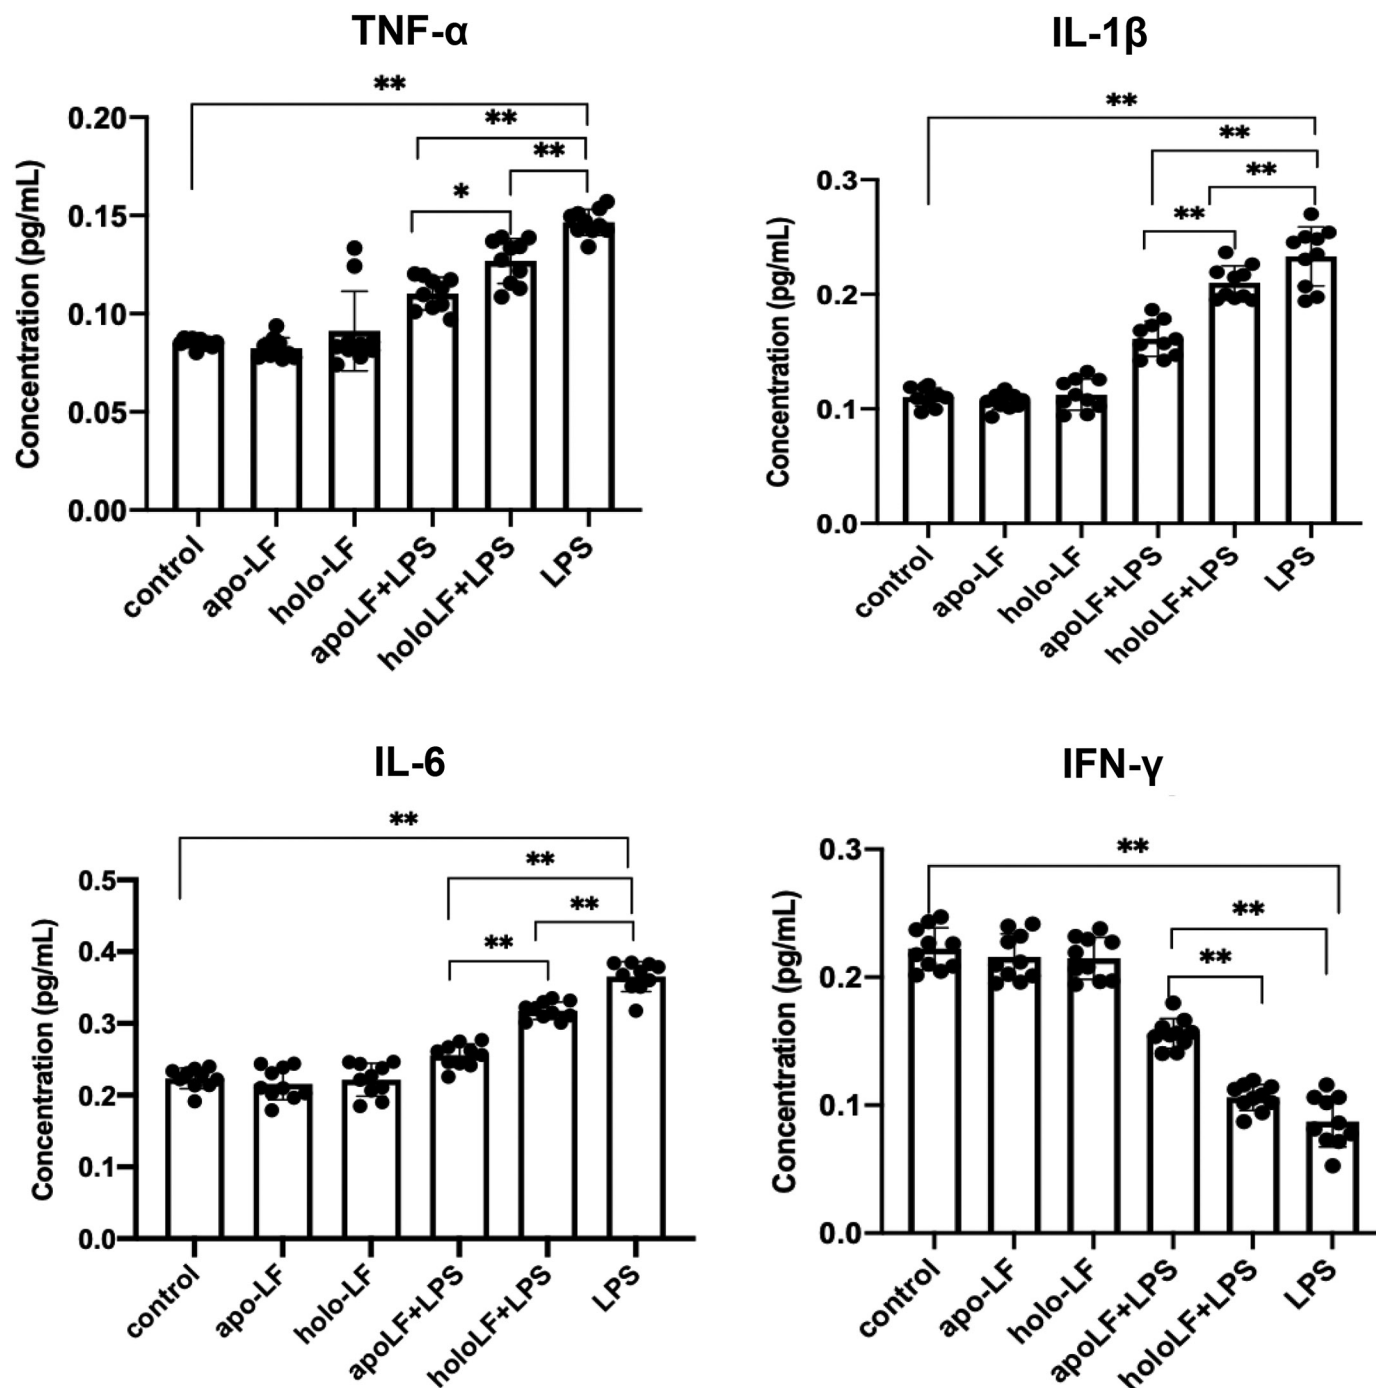 TNF-α
**
**
**
*
0.20
0.15
0.10
0.05
0.00
Concentration (pg/mL)
control
apo-LF
holo-LF
apoLF+LPS
holoLF+LPS
LPS
IL-1β
**
**
**
**
0.3
0.2
0.1
0.0
Concentration (pg/mL)
control
apo-LF
holo-LF
apoLF+LPS
holoLF+LPS
LPS
IL-6
**
**
**
**
0.5
0.4
0.3
0.2
0.1
0.0
Concentration (pg/mL)
control
apo-LF
holo-LF
apoLF+LPS
holoLF+LPS
LPS
IFN-γ
**
**
**
0.3
0.2
0.1
0.0
Concentration (pg/mL)
control
apo-LF
holo-LF
apoLF+LPS
holoLF+LPS
LPS